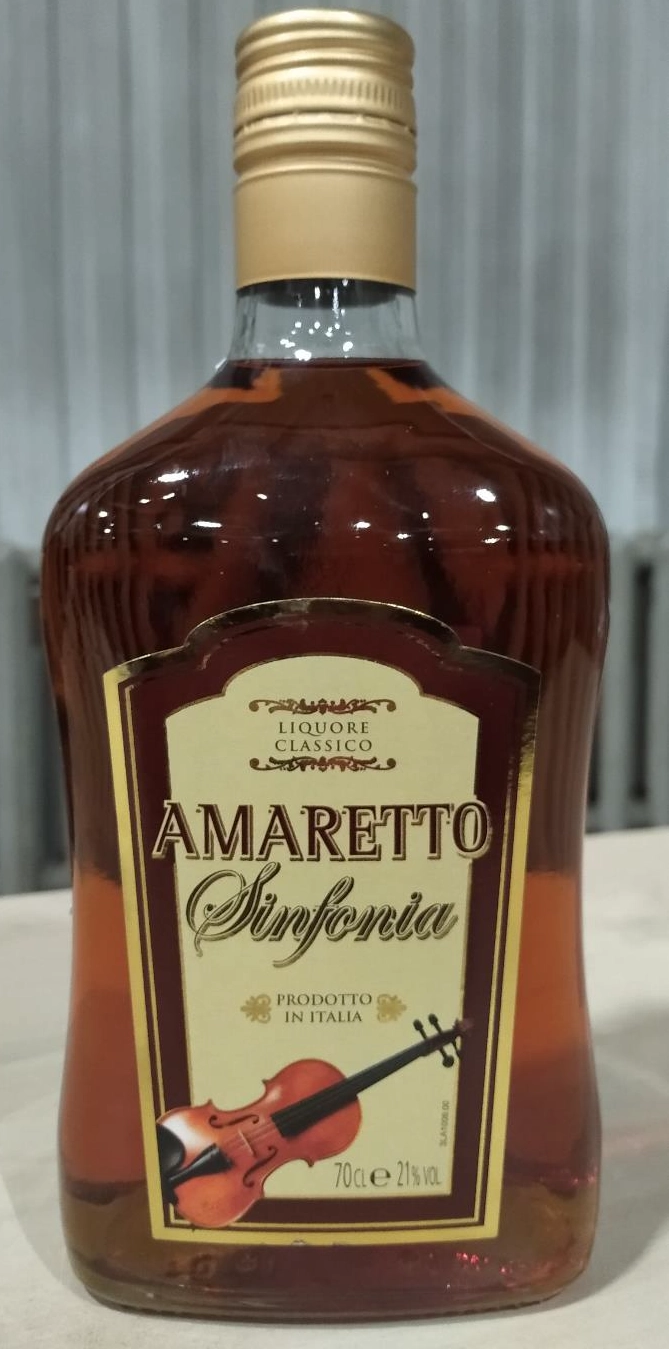 LIQUORE
CLASSICO
AMARETTO
Sinfonia
PRODOTTO
IN ITALIA
70CL ℮ 21% VOL